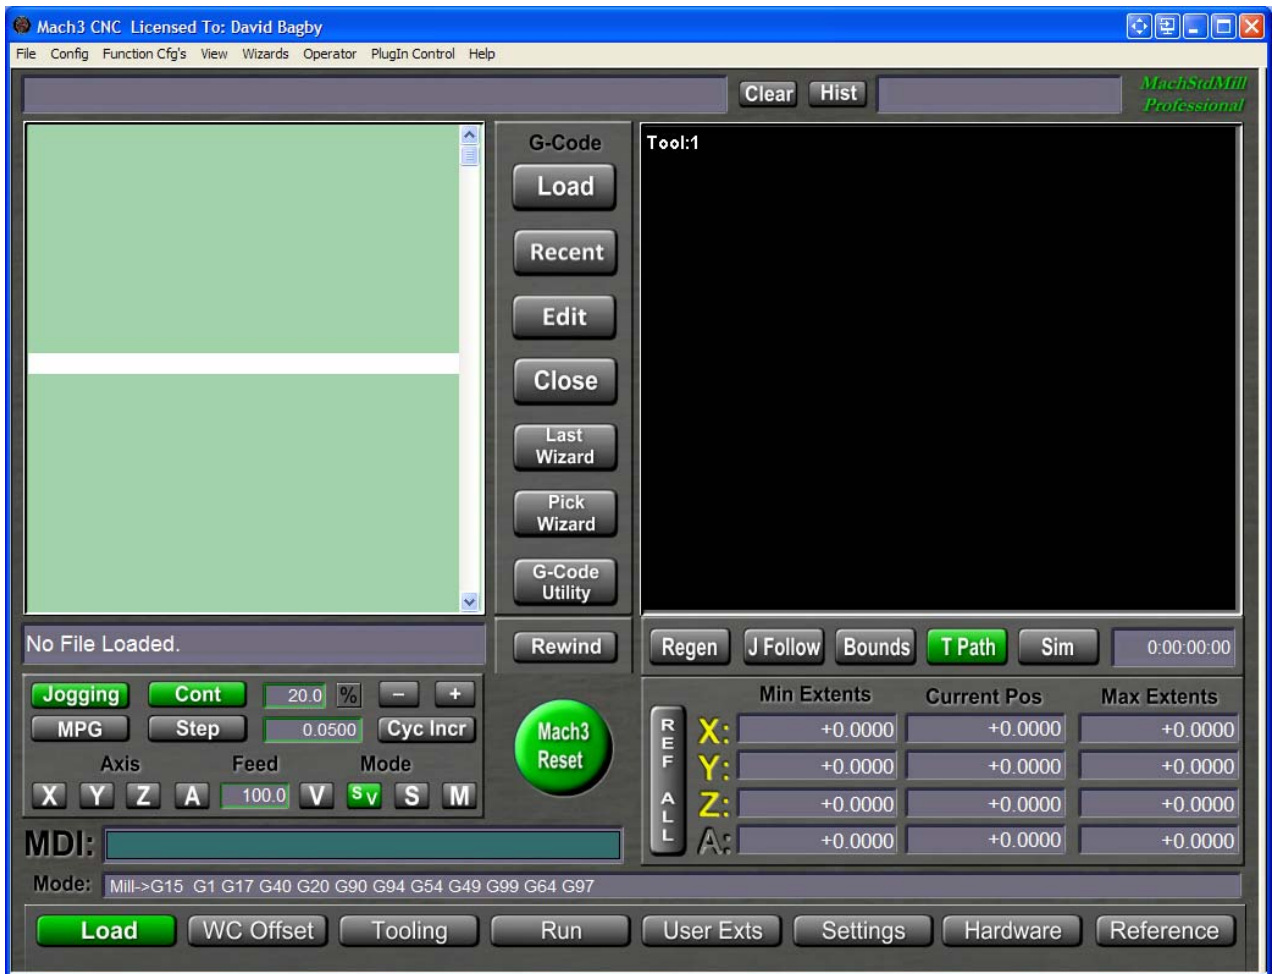 Mach3 CNC Licensed To: David Bagby
File Config Function Cfg's View Wizards Operator PlugIn Control Help
Clear Hist
MachStdMill
Professional
G-Code
Load
Recent
Edit
Close
Last
Wizard
Pick
Wizard
G-Code
Utility
Tool:1
No File Loaded.
Rewind
Regen J Follow Bounds T Path Sim 0:00:00:00
Jogging Cont 20.0 % - +
MPG Step 0.0500 Cyc Incr
Axis Feed Mode
X Y Z A 100.0 V SV S M
Mach3
Reset
REF ALL
Min Extents Current Pos Max Extents
X: +0.0000 +0.0000 +0.0000
Y: +0.0000 +0.0000 +0.0000
Z: +0.0000 +0.0000 +0.0000
A: +0.0000 +0.0000 +0.0000
MDI:
Mode: Mill->G15 G1 G17 G40 G20 G90 G94 G54 G49 G99 G64 G97
Load WC Offset Tooling Run User Exts Settings Hardware Reference